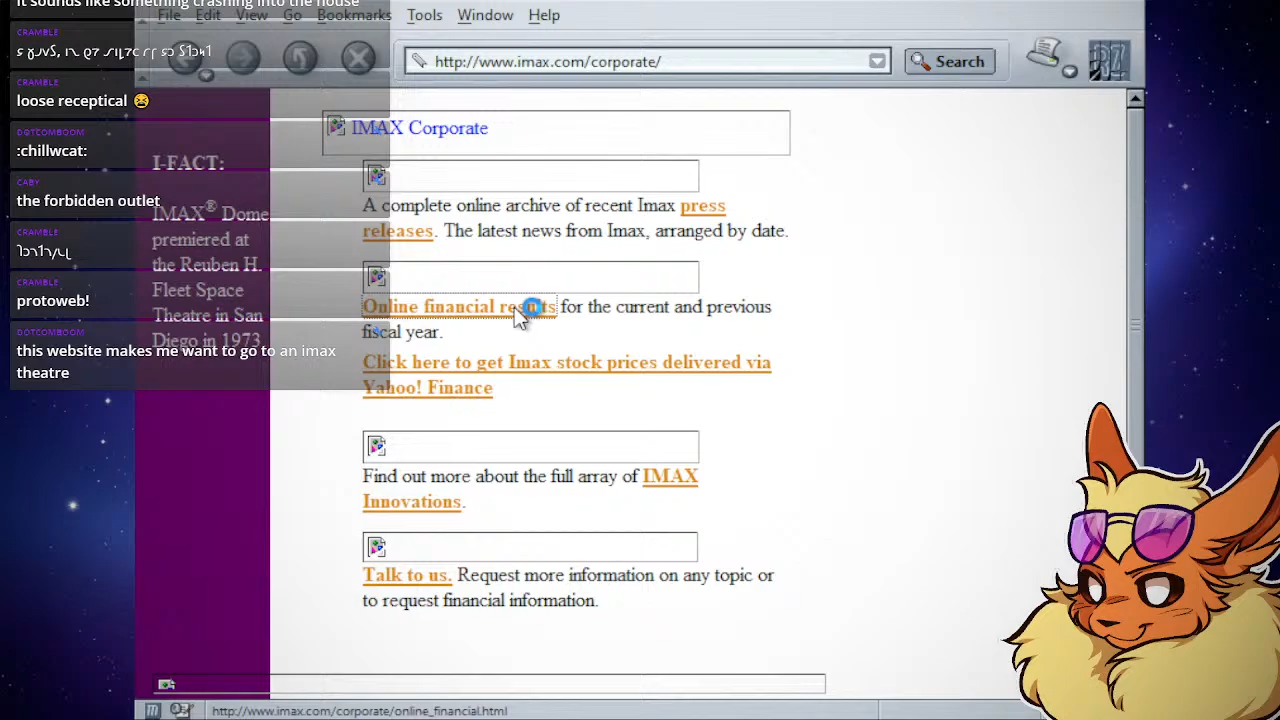 File Edit View Go Bookmarks Tools Window Help
it sounds like something crashing into the house
CRAMBLE
CRAMBLE
loose receptical 😫
DOTCOMBOOM
:chillwcat:
CABY
the forbidden outlet
CRAMBLE
CRAMBLE
protoweb!
DOTCOMBOOM
this website makes me want to go to an imax
theatre
http://www.imax.com/corporate/
Search
I-FACT:
IMAX® Dome
premiered at
the Reuben H.
Fleet Space
Theatre in San
Diego in 1973.
IMAX Corporate
A complete online archive of recent Imax press
releases. The latest news from Imax, arranged by date.
Online financial results for the current and previous
fiscal year.
Click here to get Imax stock prices delivered via
Yahoo! Finance
Find out more about the full array of IMAX
Innovations.
Talk to us. Request more information on any topic or
to request financial information.
http://www.imax.com/corporate/online_financial.html